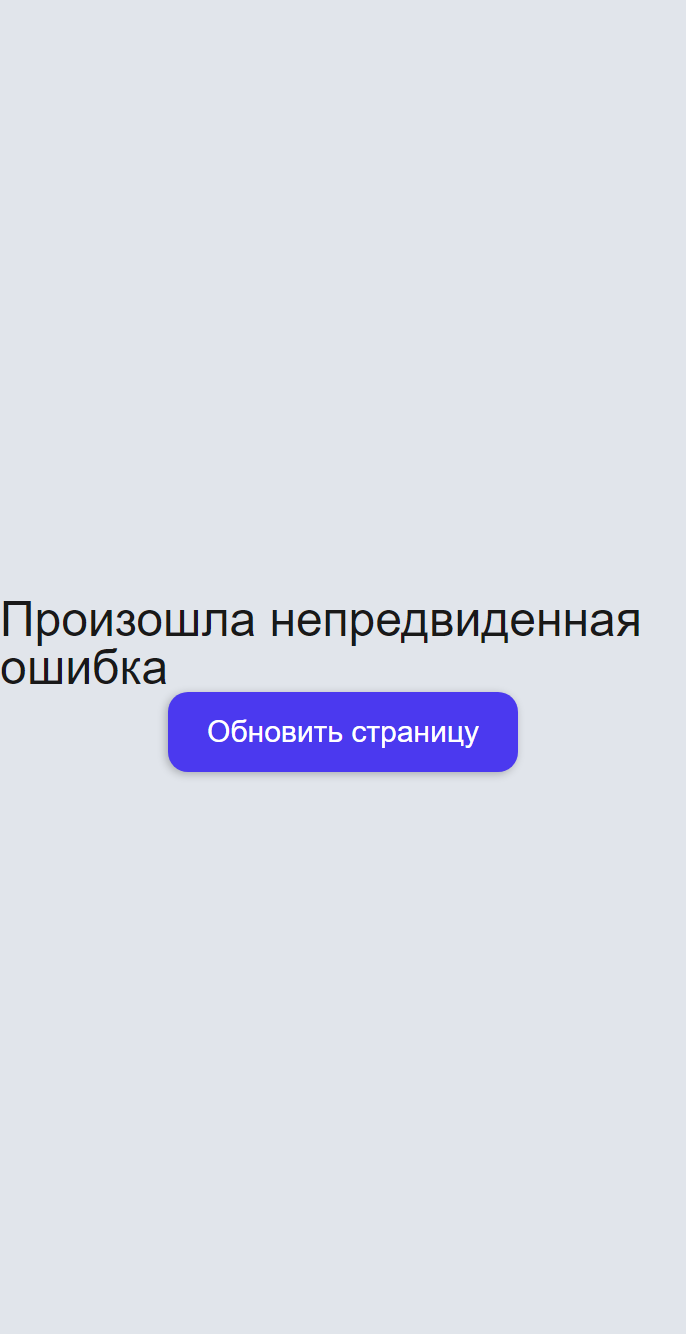 Произошла непредвиденная
ошибка
Обновить страницу